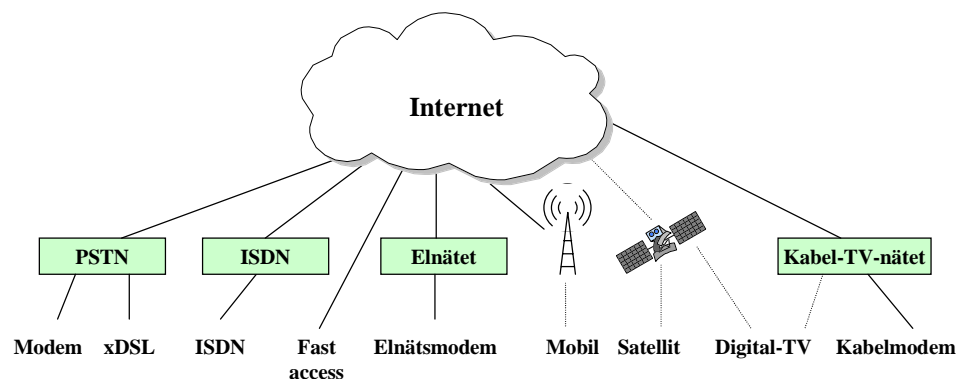 Internet
PSTN
ISDN
Elnätet
Kabel-TV-nätet
Modem
xDSL
ISDN
Fast
access
Elnätsmodem
Mobil
Satellit
Digital-TV
Kabelmodem